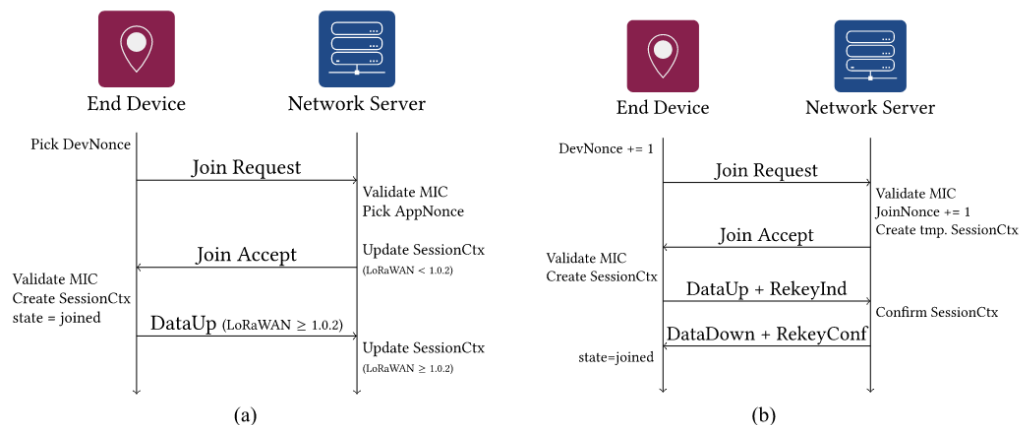 End Device
Network Server
Pick DevNonce
Join Request
Validate MIC
Pick AppNonce
Join Accept
Update SessionCtx
(LoRaWAN < 1.0.2)
Validate MIC
Create SessionCtx
state = joined
DataUp (LoRaWAN ≥ 1.0.2)
Update SessionCtx
(LoRaWAN ≥ 1.0.2)
(a)
End Device
Network Server
DevNonce += 1
Join Request
Validate MIC
JoinNonce += 1
Create tmp. SessionCtx
Join Accept
Validate MIC
Create SessionCtx
DataUp + RekeyInd
Confirm SessionCtx
DataDown + RekeyConf
state=joined
(b)